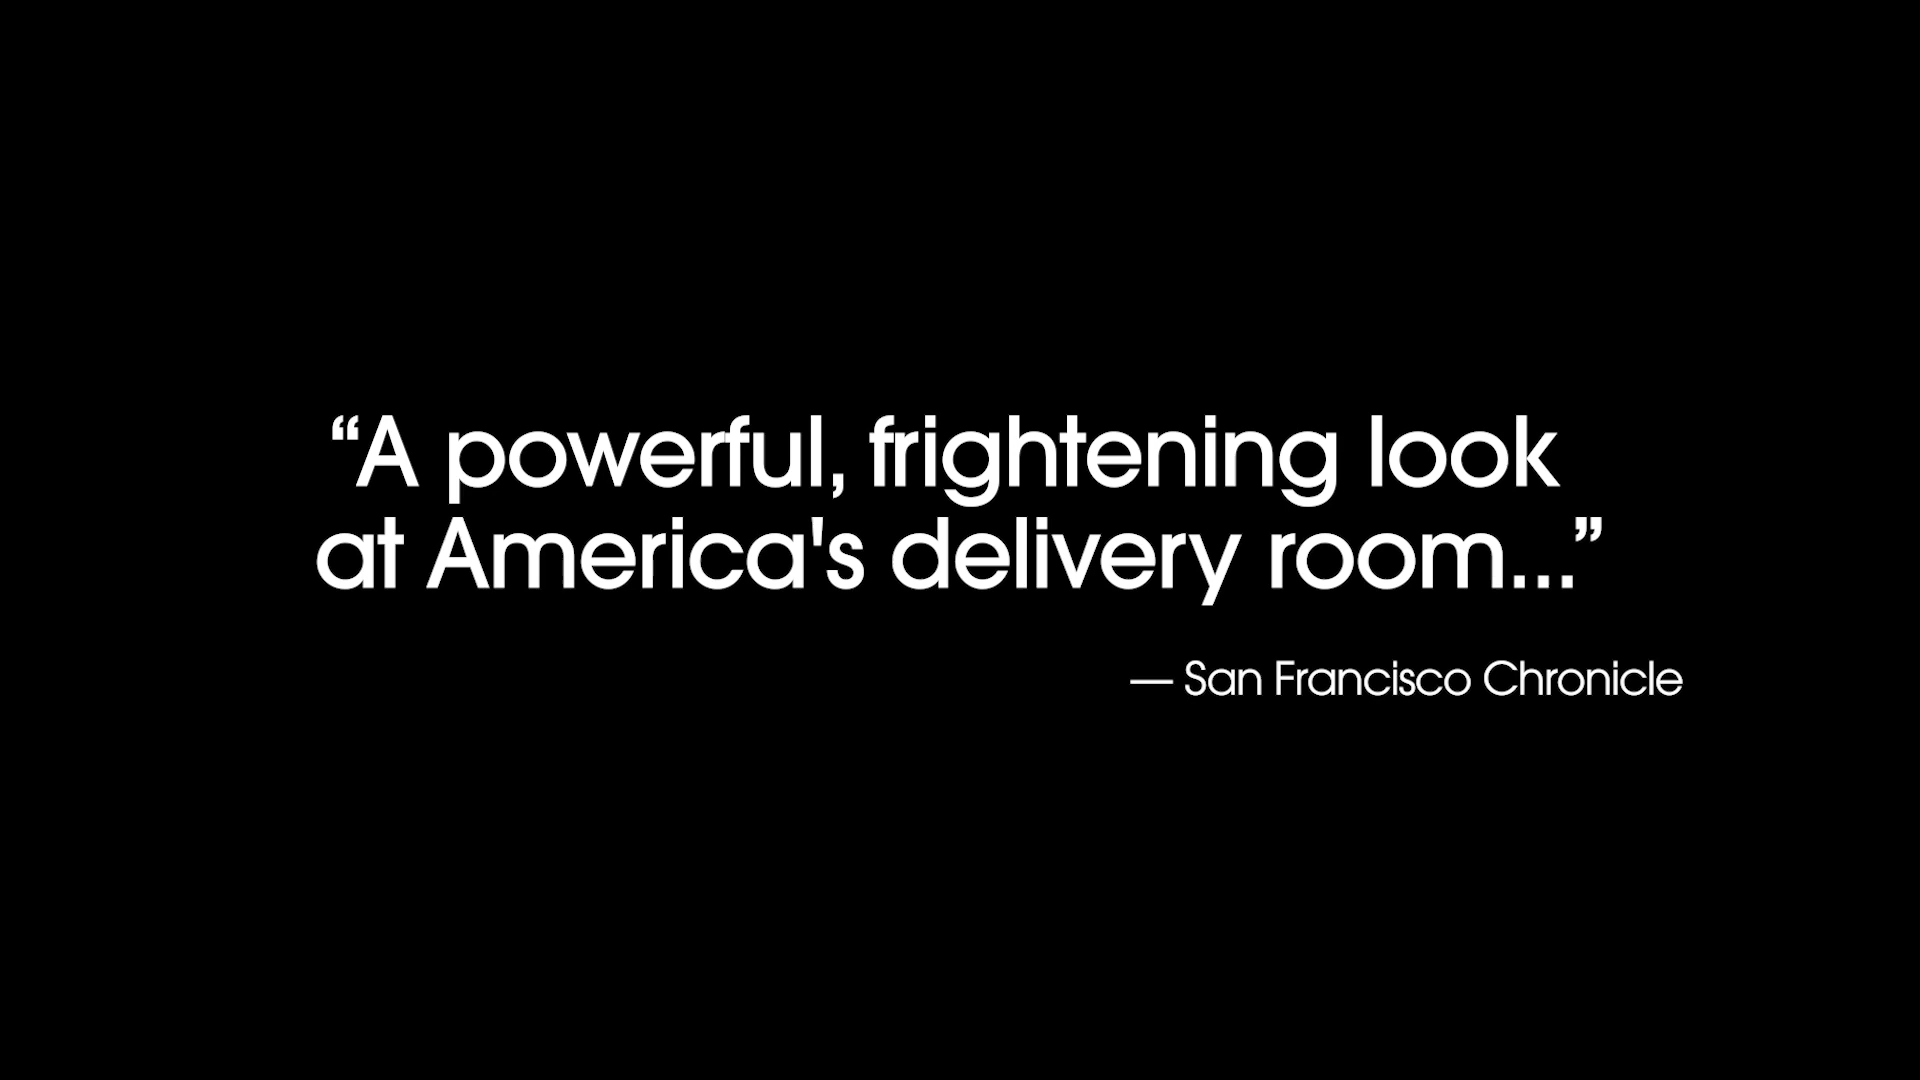 “A powerful, frightening look
at America's delivery room...”
— San Francisco Chronicle